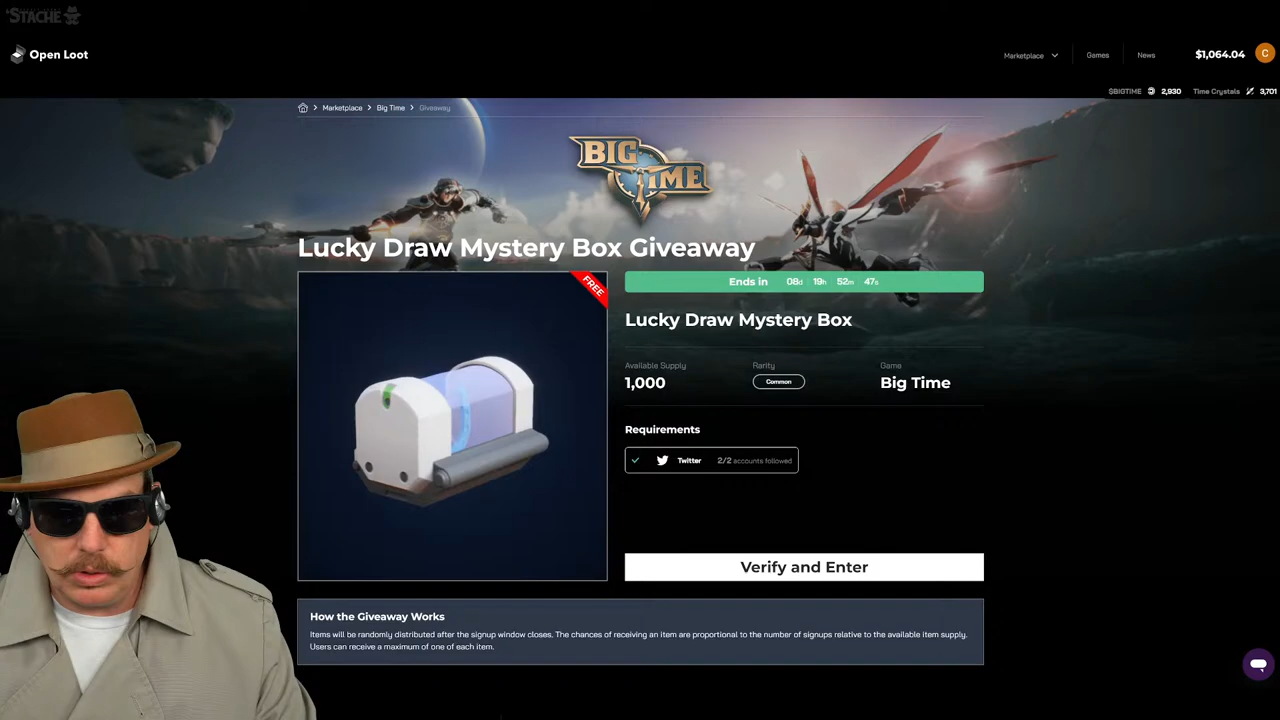 STACHE
Open Loot
Marketplace
Games
News
$1,064.04
C
$BIGTIME 2,930 Time Crystals 3,701
Marketplace > Big Time > Giveaway
BIG TIME
Lucky Draw Mystery Box Giveaway
FREE
Ends in 08d 19h 52m 47s
Lucky Draw Mystery Box
Available Supply
1,000
Rarity
Common
Game
Big Time
Requirements
Twitter 2/2 accounts followed
Verify and Enter
How the Giveaway Works
Items will be randomly distributed after the signup window closes. The chances of receiving an item are proportional to the number of signups relative to the available item supply.
Users can receive a maximum of one of each item.